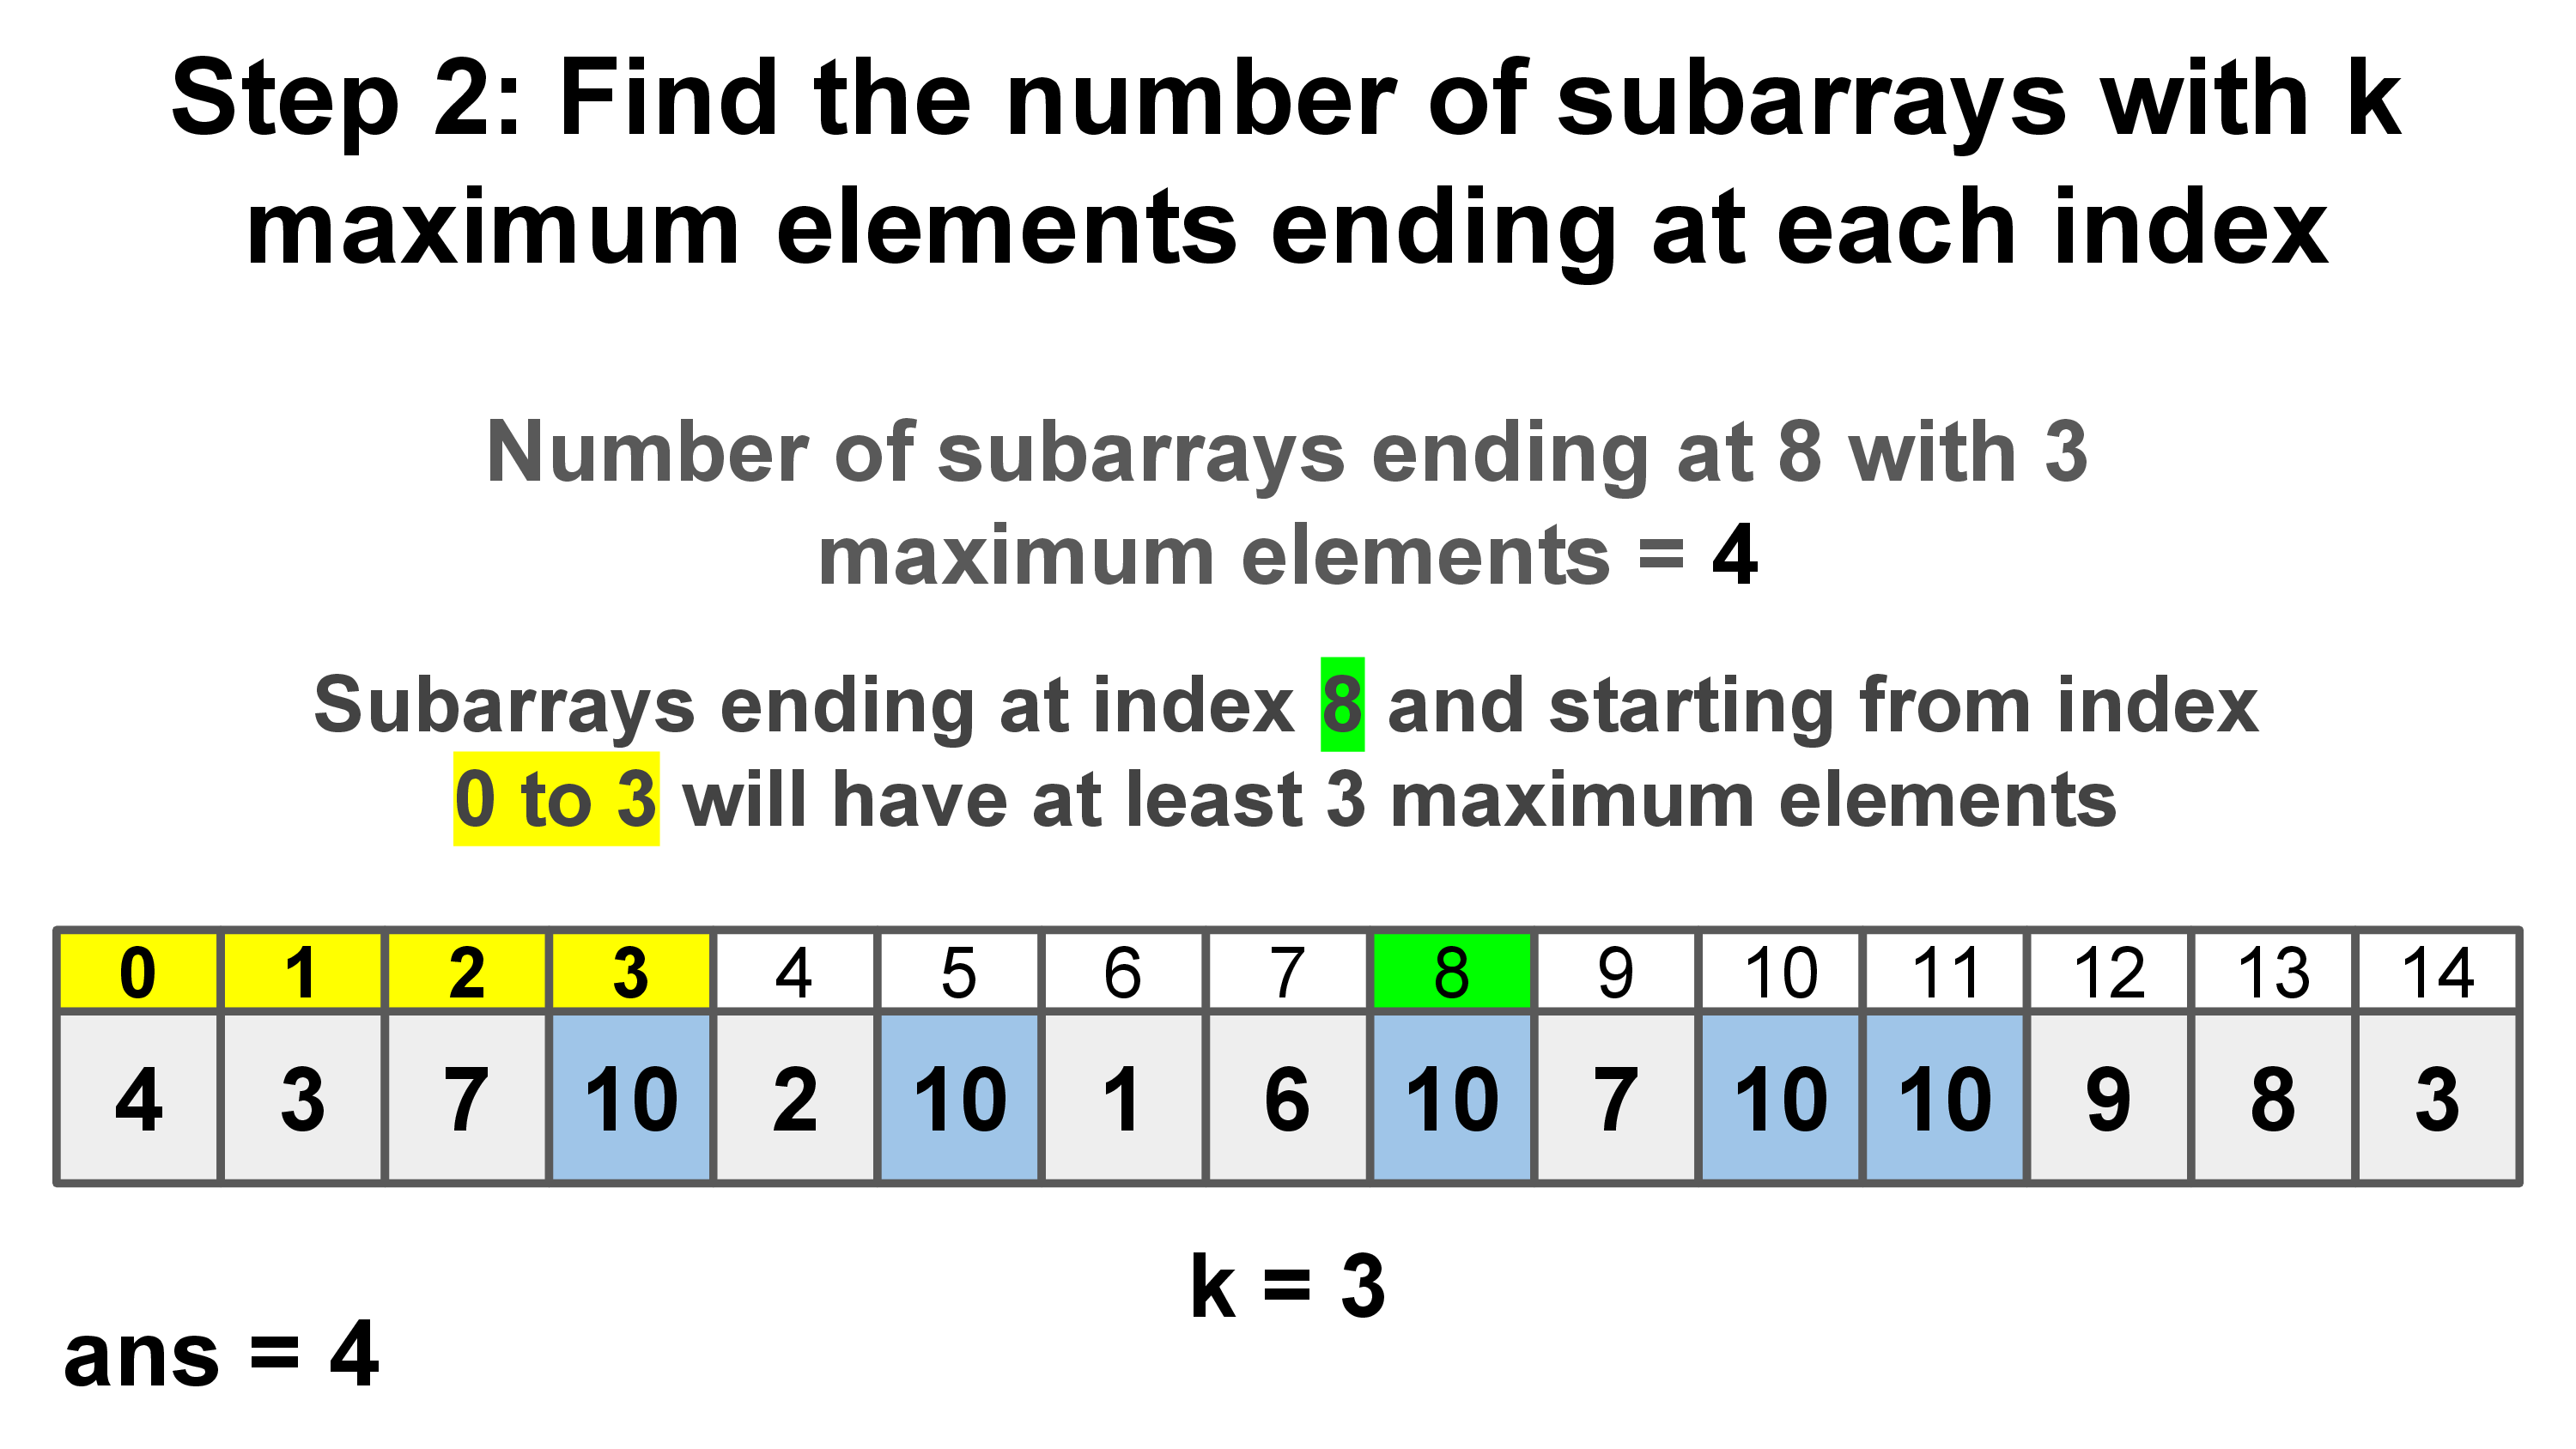 Step 2: Find the number of subarrays with k
maximum elements ending at each index
Number of subarrays ending at 8 with 3
maximum elements = 4
Subarrays ending at index 8 and starting from index
0 to 3 will have at least 3 maximum elements
0 1 2 3 4 5 6 7 8 9 10 11 12 13 14
4 3 7 10 2 10 1 6 10 7 10 10 9 8 3
k = 3
ans = 4